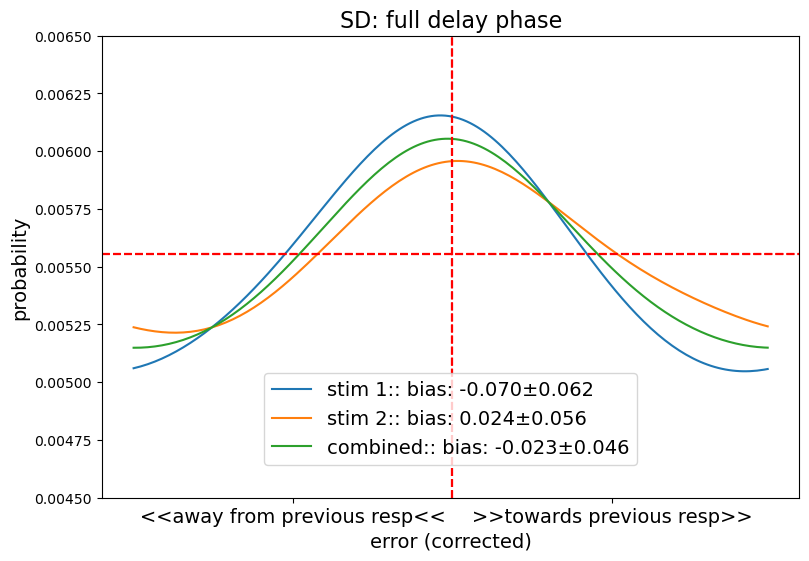 SD: full delay phase
0.00650
0.00625
0.00600
0.00575
0.00550
0.00525
0.00500
0.00475
0.00450
probability
stim 1:: bias: -0.070±0.062
stim 2:: bias: 0.024±0.056
combined:: bias: -0.023±0.046
<<away from previous resp<< >>towards previous resp>>
error (corrected)